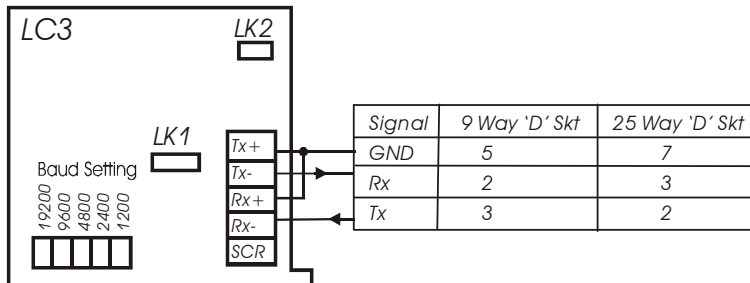 LC3
LK2
LK1
Baud Setting
19200
9600
4800
2400
1200
Tx+
Tx-
Rx+
Rx-
SCR
Signal 9 Way ‘D’ Skt 25 Way ‘D’ Skt
GND 5 7
Rx 2 3
Tx 3 2